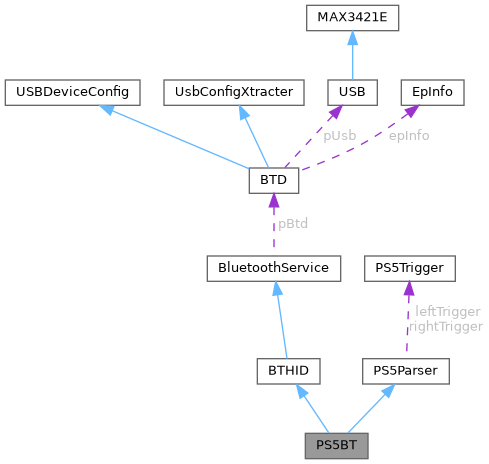 MAX3421E
USBDeviceConfig
UsbConfigXtracter
USB
EpInfo
pUsb
epInfo
BTD
pBtd
BluetoothService
PS5Trigger
leftTrigger
rightTrigger
BTHID
PS5Parser
PS5BT